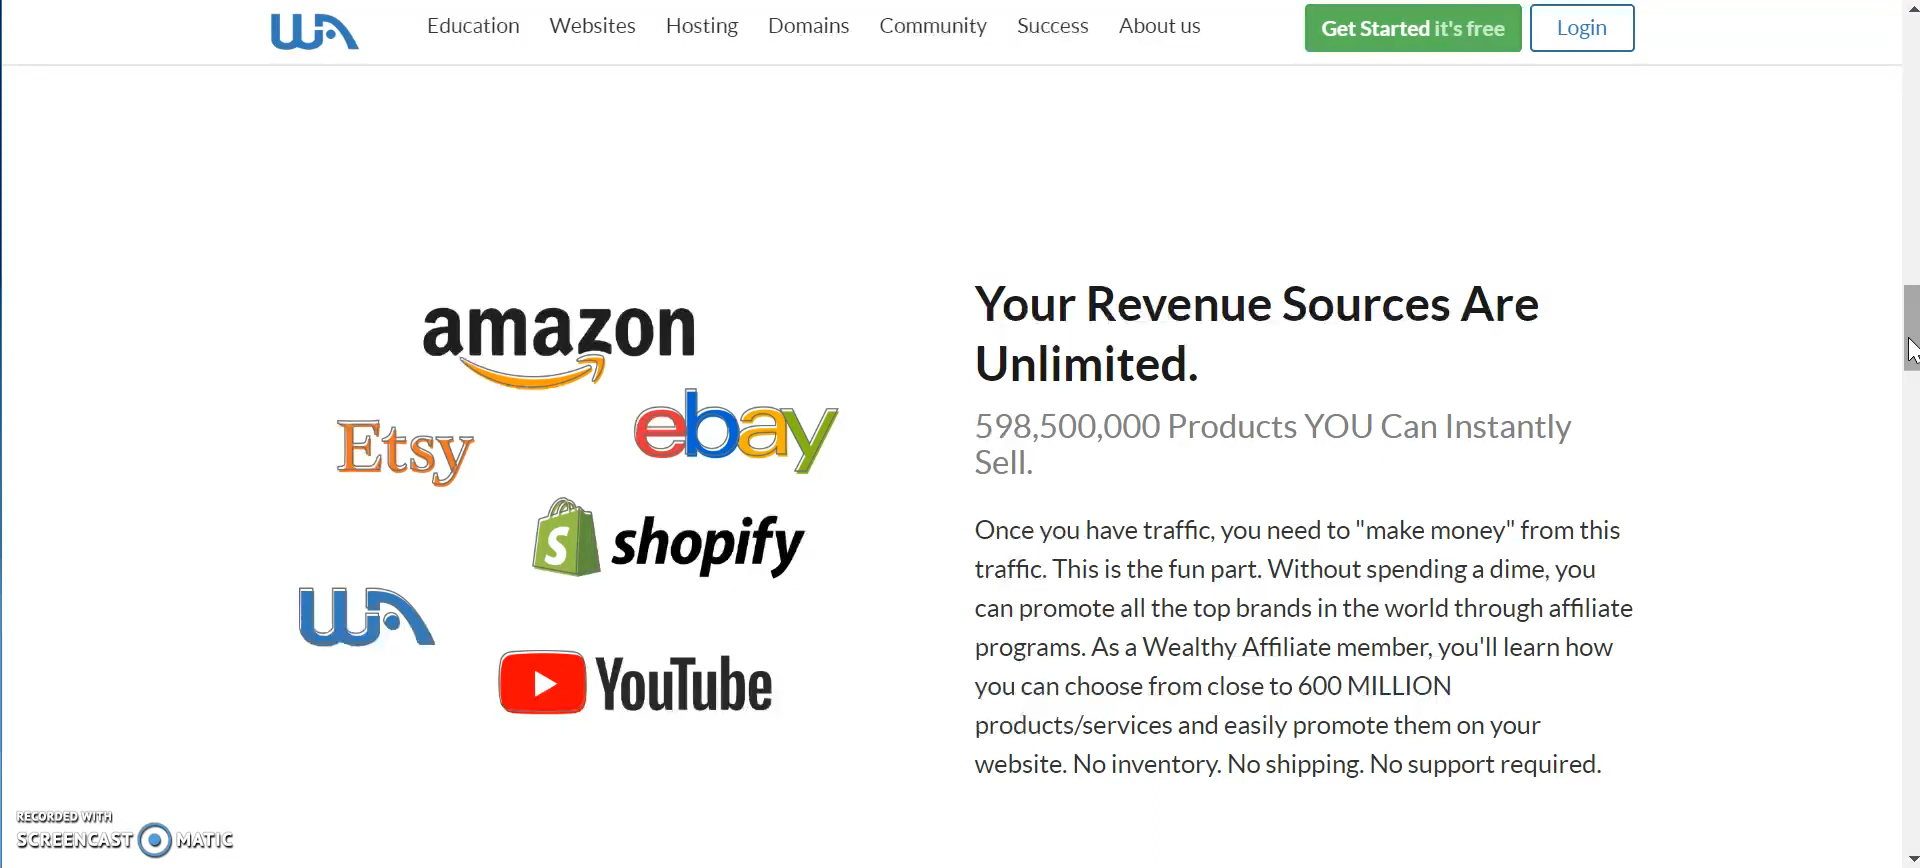 WA
Education Websites Hosting Domains Community Success About us
Get Started it's free Login
amazon
Etsy
ebay
S shopify
WA
YouTube
Your Revenue Sources Are
Unlimited.
598,500,000 Products YOU Can Instantly
Sell.
Once you have traffic, you need to "make money" from this
traffic. This is the fun part. Without spending a dime, you
can promote all the top brands in the world through affiliate
programs. As a Wealthy Affiliate member, you'll learn how
you can choose from close to 600 MILLION
products/services and easily promote them on your
website. No inventory. No shipping. No support required.
RECORDED WITH
SCREENCAST MATIC